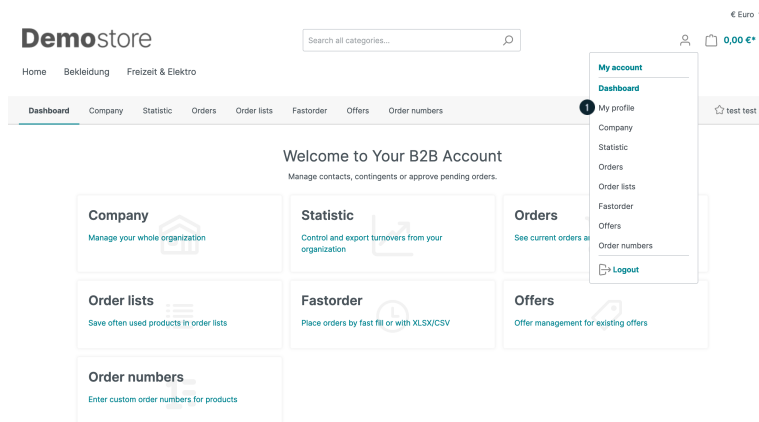 € Euro
Demostore
Search all categories...
0,00 €*
Home Bekleidung Freizeit & Elektro
My account
Dashboard
1 My profile
Company
Statistic
Orders
Order lists
Fastorder
Offers
Order numbers
Logout
Dashboard Company Statistic Orders Order lists Fastorder Offers Order numbers
test test
Welcome to Your B2B Account
Manage contacts, contingents or approve pending orders.
Company
Manage your whole organization
Statistic
Control and export turnovers from your
organization
Orders
See current orders
Order lists
Save often used products in order lists
Fastorder
Place orders by fast fill or with XLSX/CSV
Offers
Offer management for existing offers
Order numbers
Enter custom order numbers for products